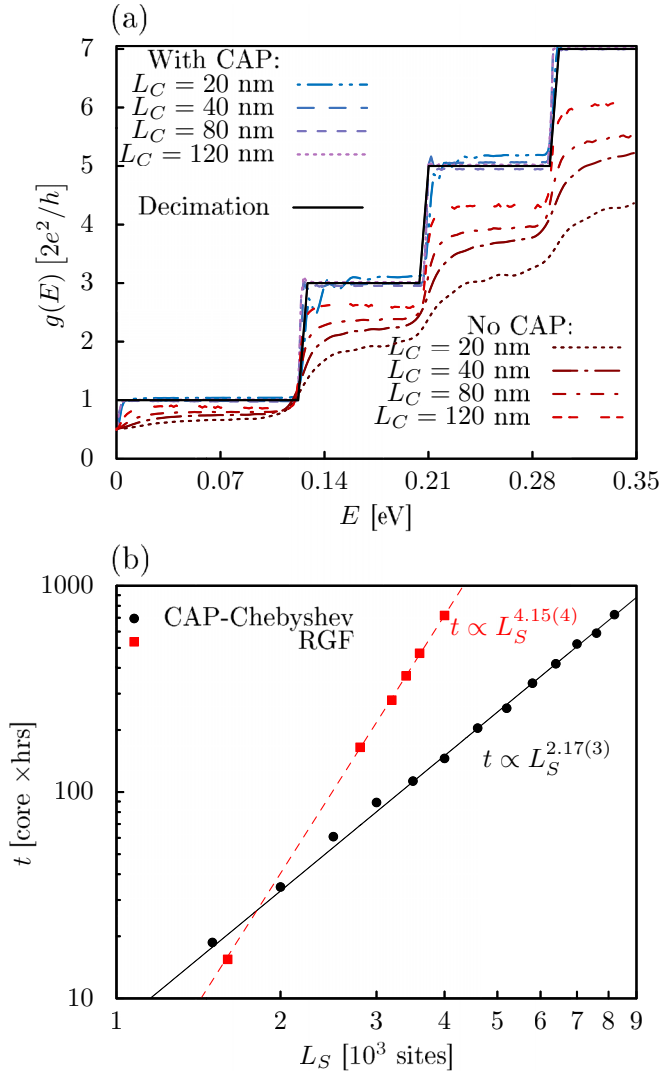 (a)
7
6
5
4
3
2
1
0
g(E) [2e²/h]
With CAP:
L_C = 20 nm
L_C = 40 nm
L_C = 80 nm
L_C = 120 nm
Decimation
No CAP:
L_C = 20 nm
L_C = 40 nm
L_C = 80 nm
L_C = 120 nm
0 0.07 0.14 0.21 0.28 0.35
E [eV]
(b)
1000
100
10
t [core ×hrs]
CAP-Chebyshev
RGF
t ∝ L_S^4.15(4)
t ∝ L_S^2.17(3)
1 2 3 4 5 6 7 8 9
L_S [10³ sites]